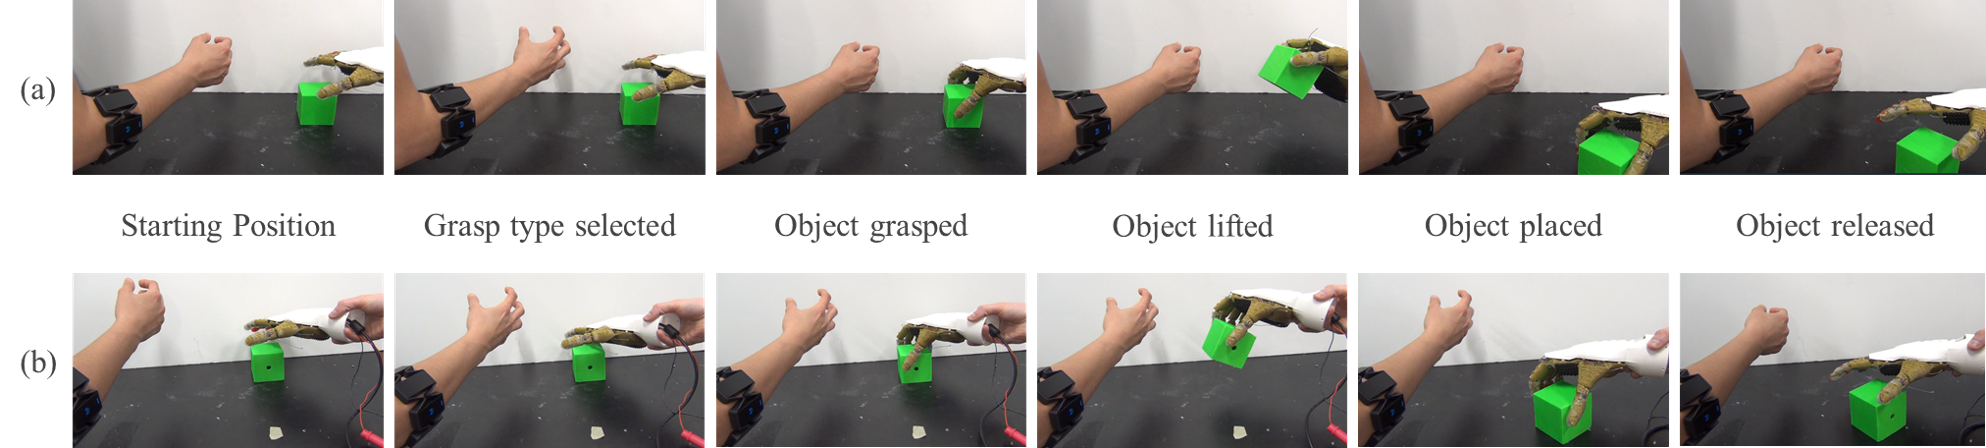 (a)
Starting Position Grasp type selected Object grasped Object lifted Object placed Object released
(b)